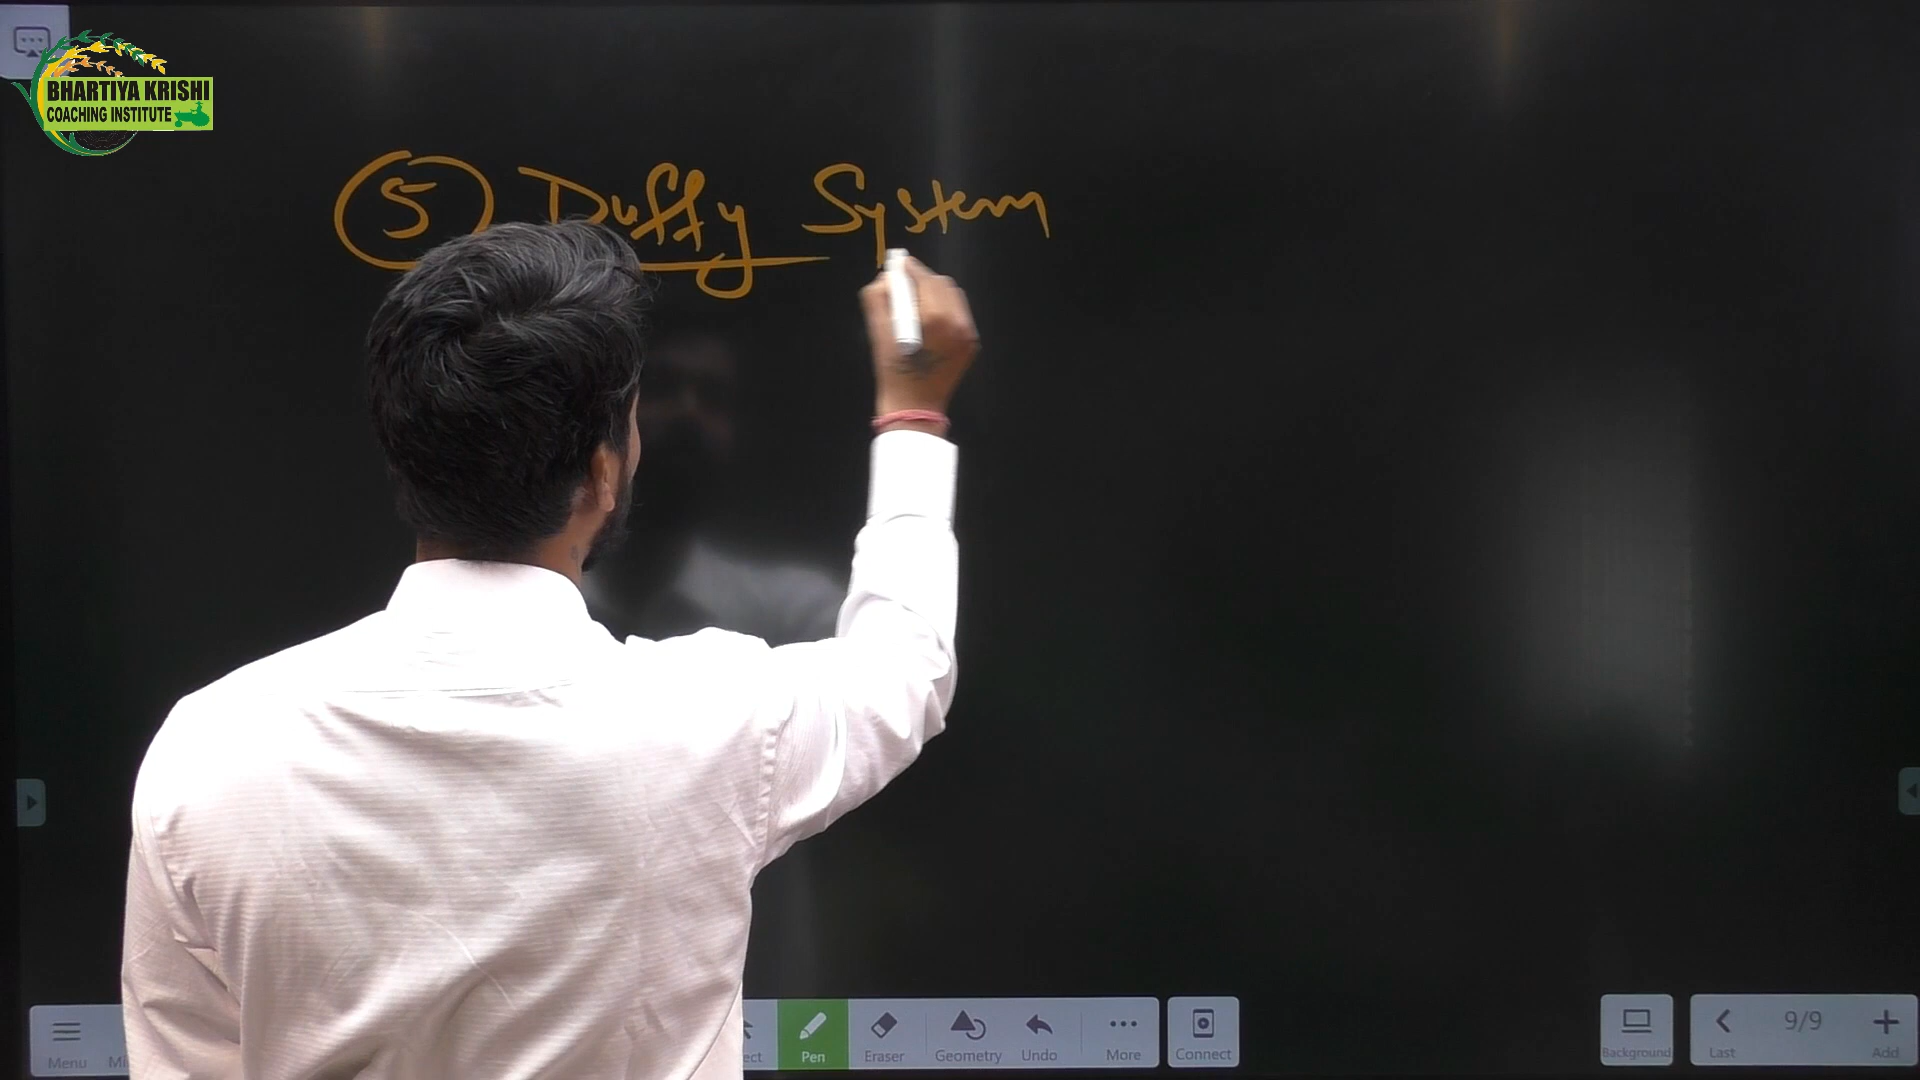 BHARTIYA KRISHI
COACHING INSTITUTE
5 Duffy System
Menu
Pen
Eraser
Geometry
Undo
More
Connect
Background
Last
9/9
Add